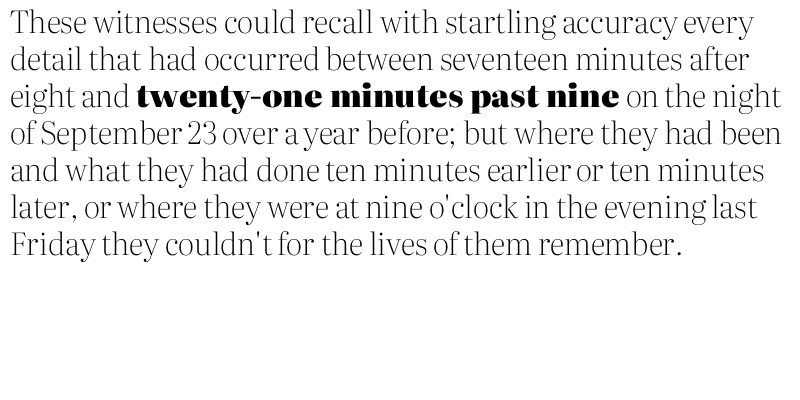 These witnesses could recall with startling accuracy every
detail that had occurred between seventeen minutes after
eight and twenty-one minutes past nine on the night
of September 23 over a year before; but where they had been
and what they had done ten minutes earlier or ten minutes
later, or where they were at nine o'clock in the evening last
Friday they couldn't for the lives of them remember.